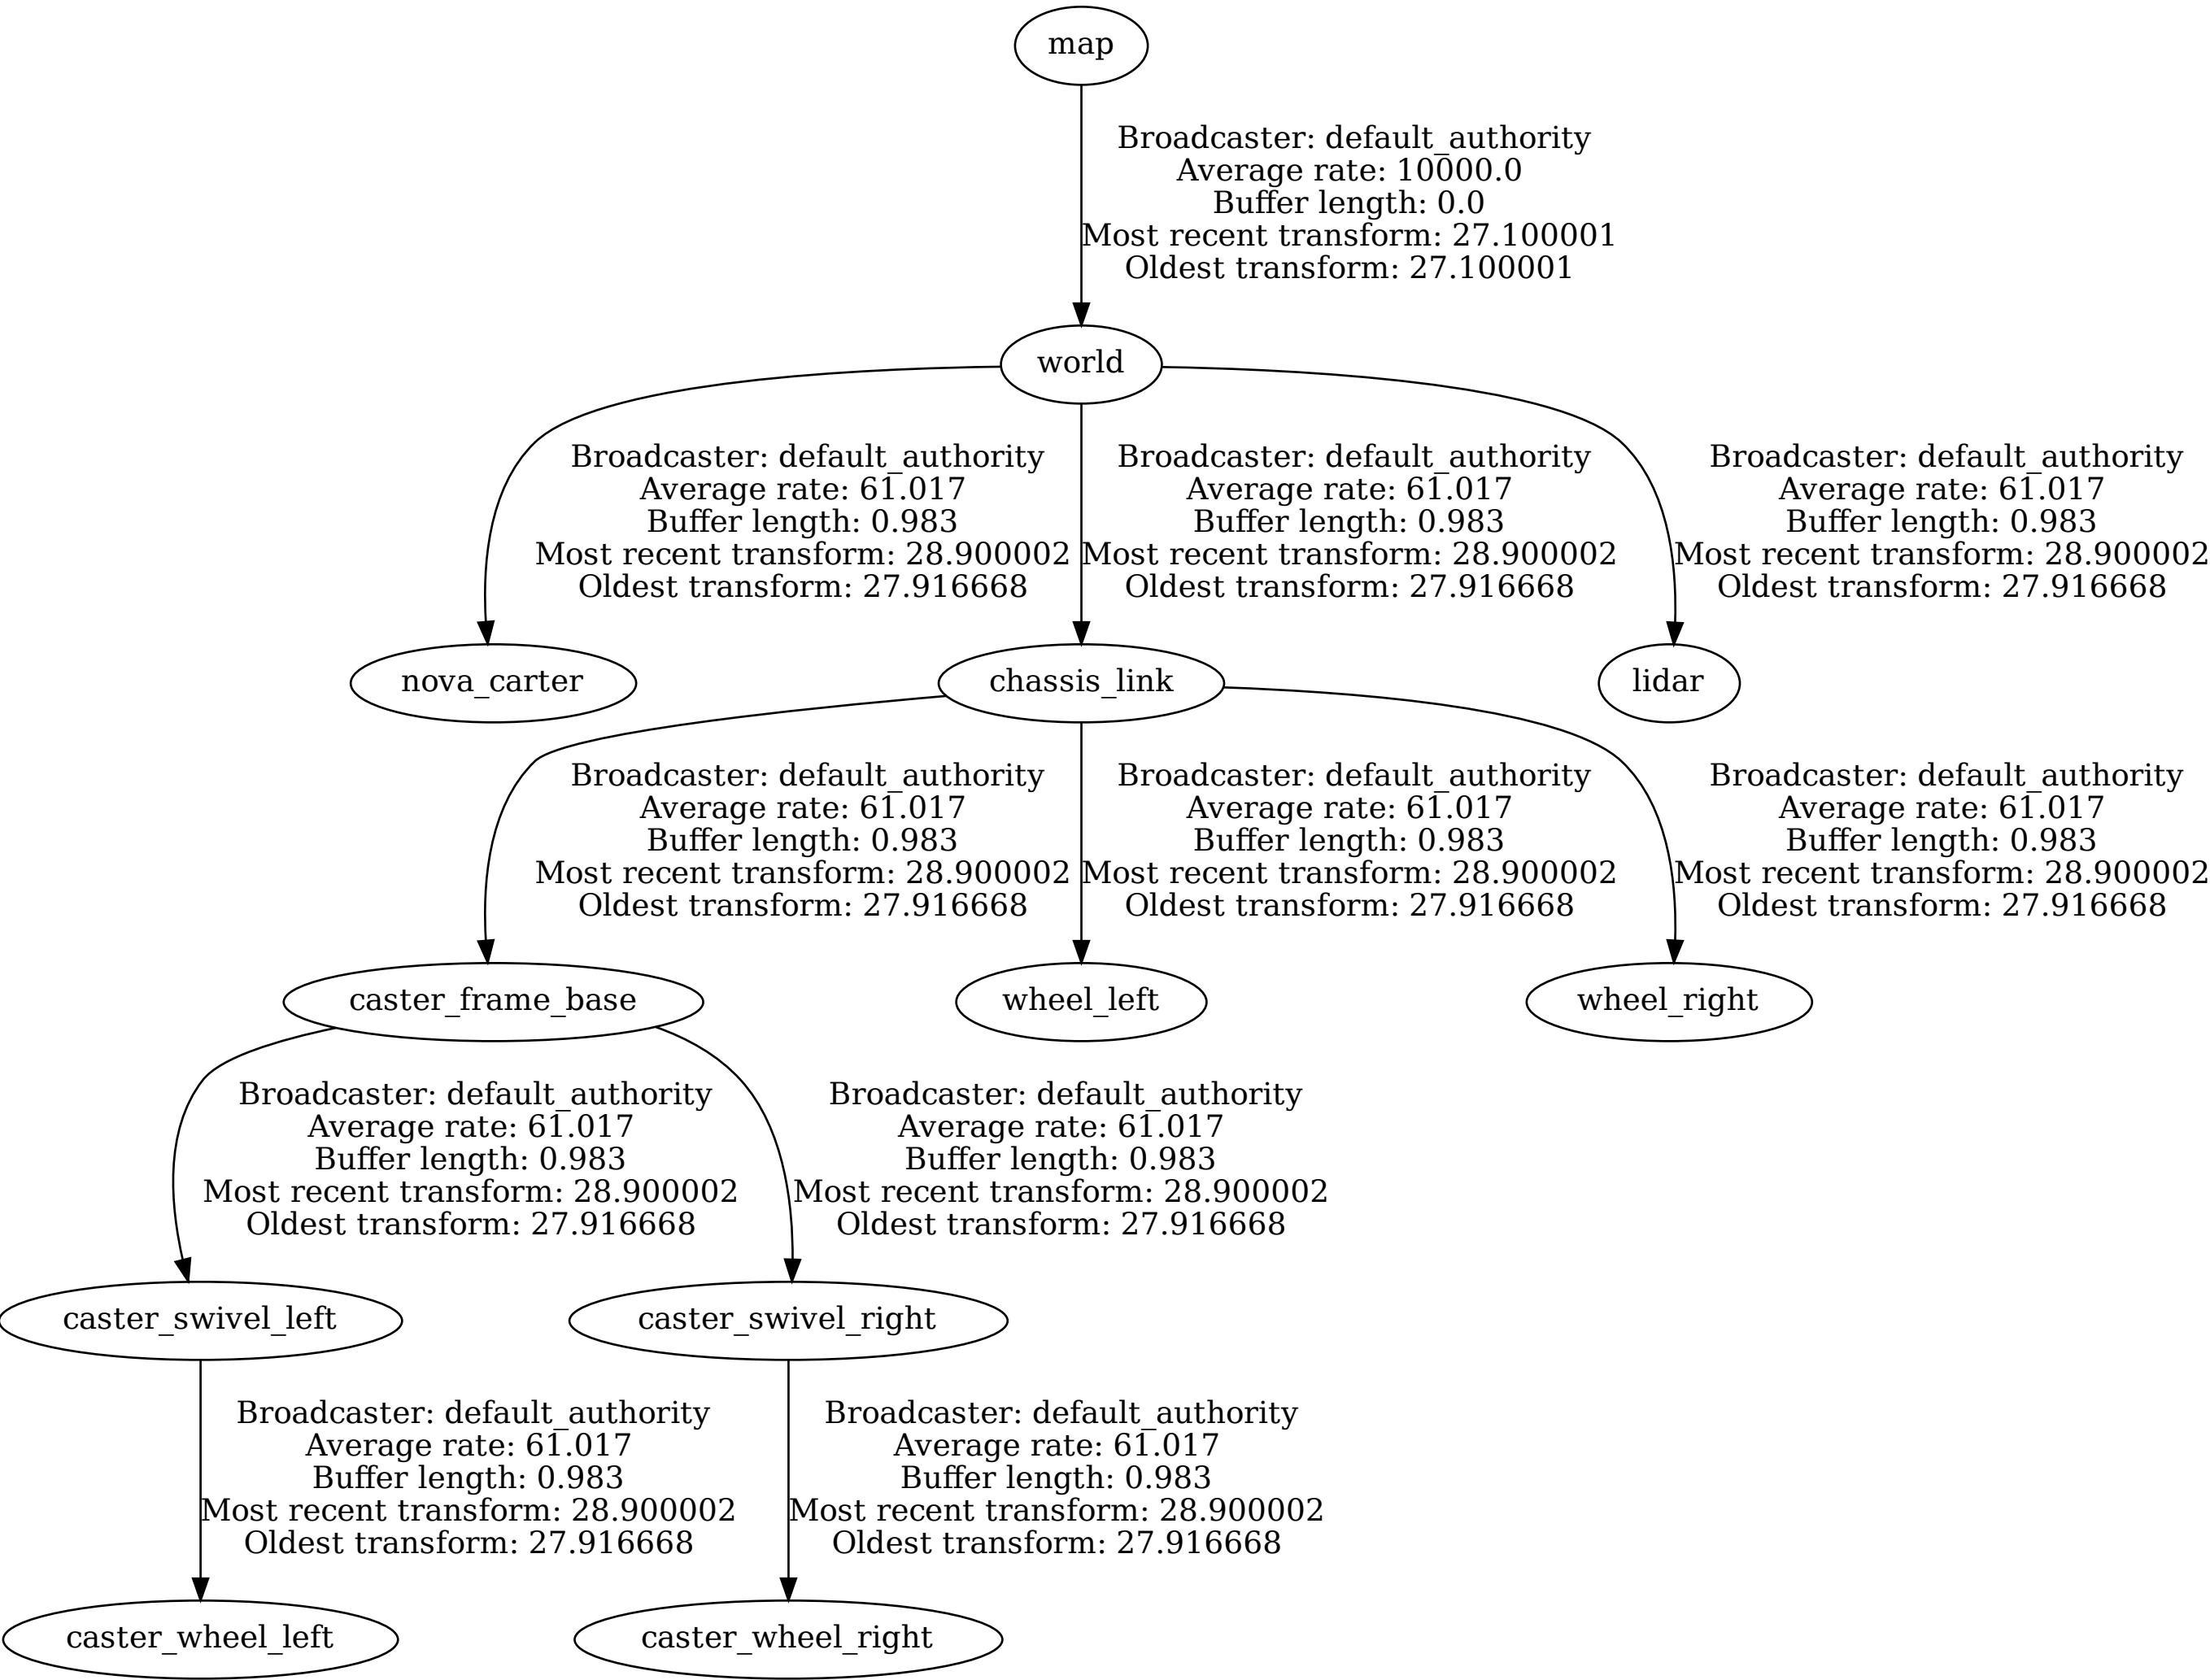 map
Broadcaster: default_authority
Average rate: 10000.0
Buffer length: 0.0
Most recent transform: 27.100001
Oldest transform: 27.100001
world
Broadcaster: default_authority
Average rate: 61.017
Buffer length: 0.983
Most recent transform: 28.900002
Oldest transform: 27.916668
Broadcaster: default_authority
Average rate: 61.017
Buffer length: 0.983
Most recent transform: 28.900002
Oldest transform: 27.916668
Broadcaster: default_authority
Average rate: 61.017
Buffer length: 0.983
Most recent transform: 28.900002
Oldest transform: 27.916668
nova_carter
chassis_link
lidar
Broadcaster: default_authority
Average rate: 61.017
Buffer length: 0.983
Most recent transform: 28.900002
Oldest transform: 27.916668
Broadcaster: default_authority
Average rate: 61.017
Buffer length: 0.983
Most recent transform: 28.900002
Oldest transform: 27.916668
Broadcaster: default_authority
Average rate: 61.017
Buffer length: 0.983
Most recent transform: 28.900002
Oldest transform: 27.916668
caster_frame_base
wheel_left
wheel_right
Broadcaster: default_authority
Average rate: 61.017
Buffer length: 0.983
Most recent transform: 28.900002
Oldest transform: 27.916668
Broadcaster: default_authority
Average rate: 61.017
Buffer length: 0.983
Most recent transform: 28.900002
Oldest transform: 27.916668
caster_swivel_left
caster_swivel_right
Broadcaster: default_authority
Average rate: 61.017
Buffer length: 0.983
Most recent transform: 28.900002
Oldest transform: 27.916668
Broadcaster: default_authority
Average rate: 61.017
Buffer length: 0.983
Most recent transform: 28.900002
Oldest transform: 27.916668
caster_wheel_left
caster_wheel_right